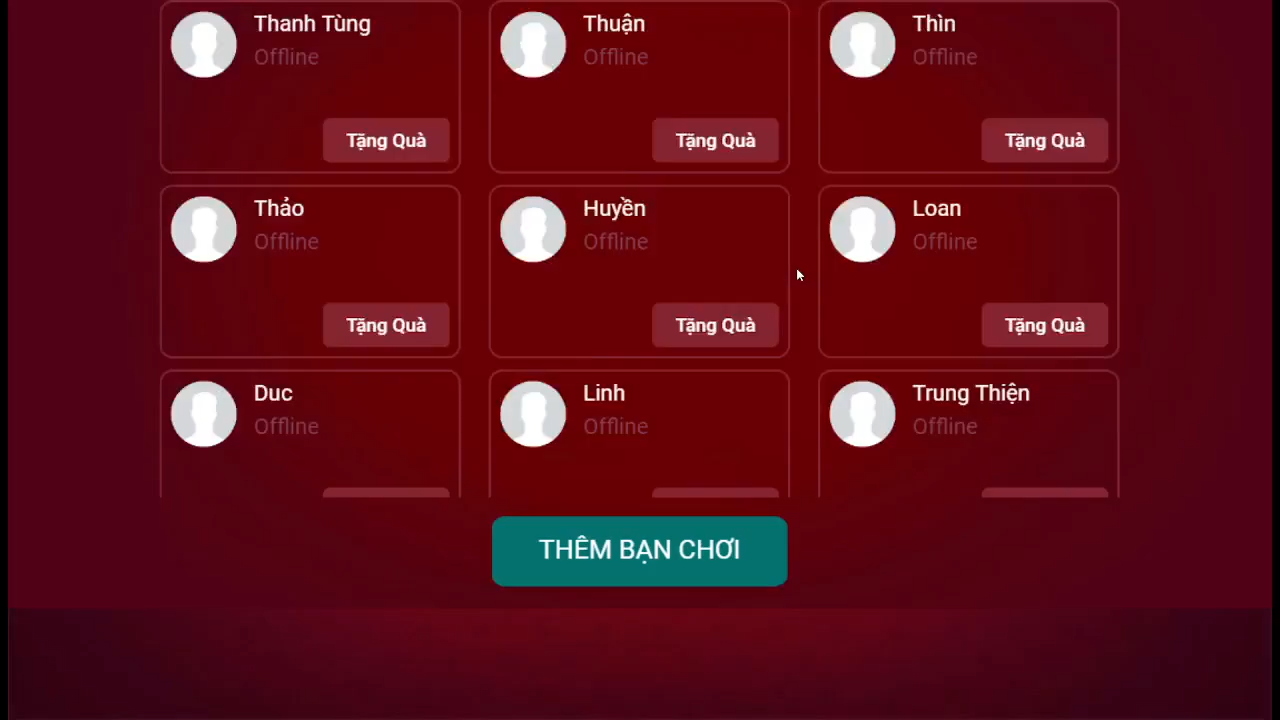 Thanh Tùng
Offline
Tặng Quà
Thuận
Offline
Tặng Quà
Thìn
Offline
Tặng Quà
Thảo
Offline
Tặng Quà
Huyền
Offline
Tặng Quà
Loan
Offline
Tặng Quà
Duc
Offline
Linh
Offline
Trung Thiện
Offline
THÊM BẠN CHƠI